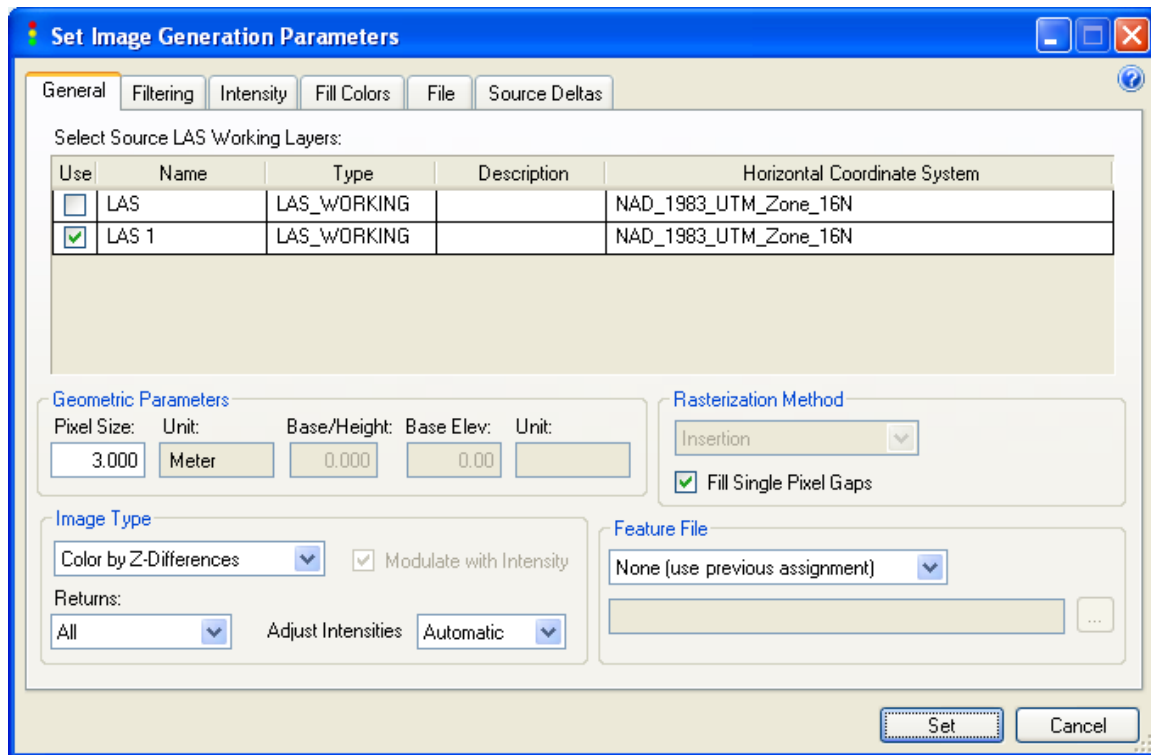 Set Image Generation Parameters
General Filtering Intensity Fill Colors File Source Deltas
Select Source LAS Working Layers:
Use Name Type Description Horizontal Coordinate System
LAS LAS_WORKING NAD_1983_UTM_Zone_16N
LAS 1 LAS_WORKING NAD_1983_UTM_Zone_16N
Geometric Parameters
Pixel Size: Unit: Base/Height: Base Elev: Unit:
3.000 Meter 0.000 0.00
Rasterization Method
Insertion
Fill Single Pixel Gaps
Image Type
Color by Z-Differences Modulate with Intensity
Returns:
All Adjust Intensities Automatic
Feature File
None (use previous assignment)
...
Set Cancel